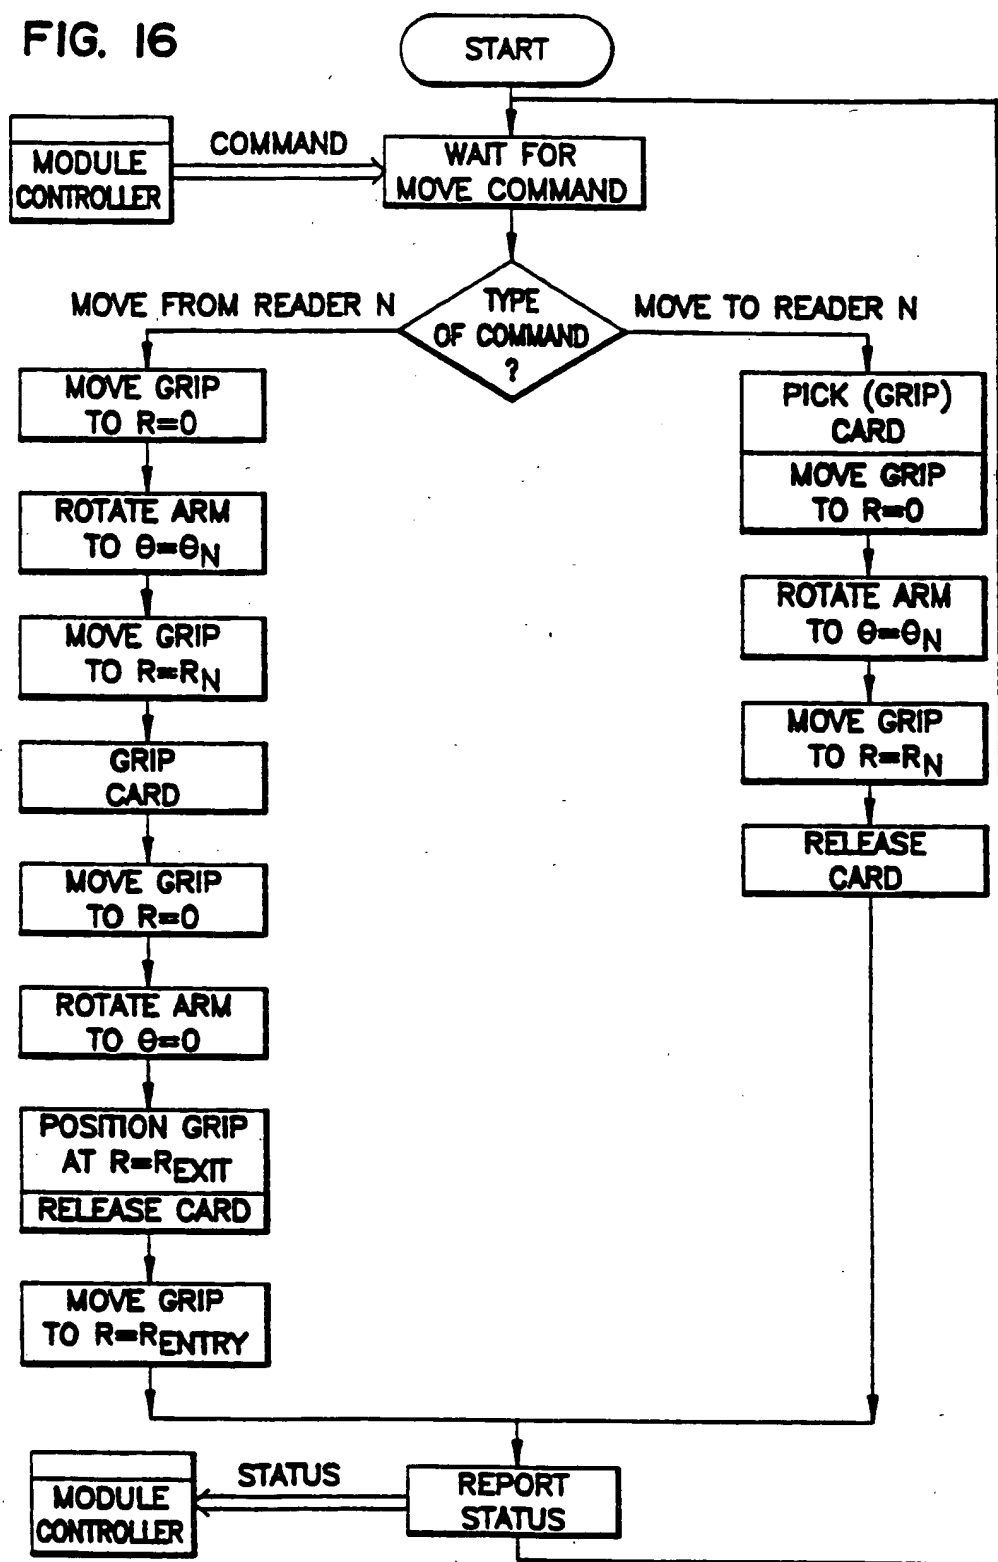 FIG. 16
START
COMMAND
MODULE
CONTROLLER
WAIT FOR
MOVE COMMAND
MOVE FROM READER N
TYPE
OF COMMAND
?
MOVE TO READER N
MOVE GRIP
TO R=0
ROTATE ARM
TO Θ=ΘN
MOVE GRIP
TO R=RN
GRIP
CARD
MOVE GRIP
TO R=0
ROTATE ARM
TO Θ=0
POSITION GRIP
AT R=REXIT
RELEASE CARD
MOVE GRIP
TO R=RENTRY
PICK (GRIP)
CARD
MOVE GRIP
TO R=0
ROTATE ARM
TO Θ=ΘN
MOVE GRIP
TO R=RN
RELEASE
CARD
STATUS
MODULE
CONTROLLER
REPORT
STATUS